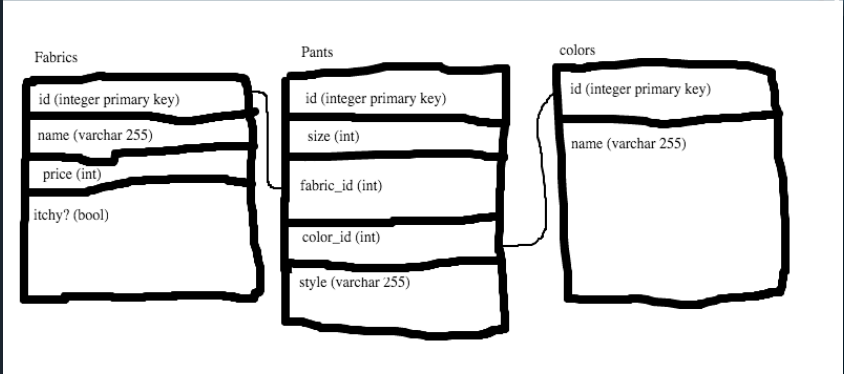 Fabrics
id (integer primary key)
name (varchar 255)
price (int)
itchy? (bool)
Pants
id (integer primary key)
size (int)
fabric_id (int)
color_id (int)
style (varchar 255)
colors
id (integer primary key)
name (varchar 255)